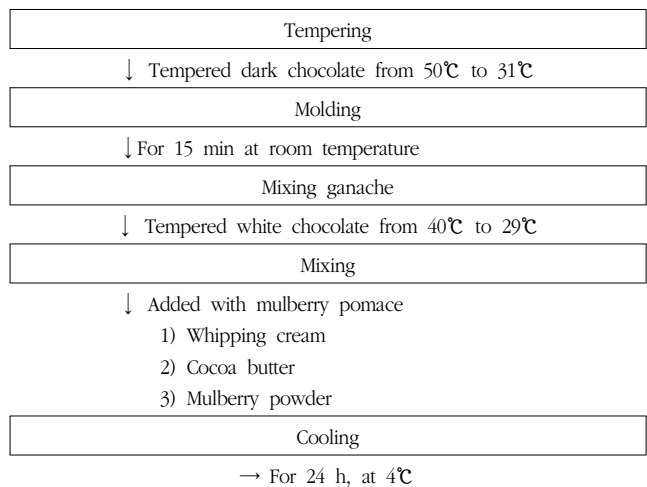 Tempering
↓ Tempered dark chocolate from 50℃ to 31℃
Molding
↓For 15 min at room temperature
Mixing ganache
↓ Tempered white chocolate from 40℃ to 29℃
Mixing
↓ Added with mulberry pomace
1) Whipping cream
2) Cocoa butter
3) Mulberry powder
Cooling
→ For 24 h, at 4℃